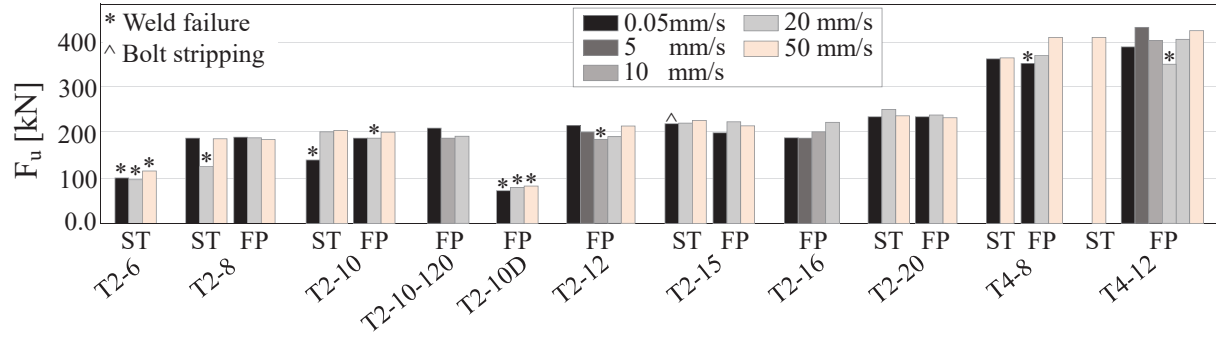 * Weld failure
^ Bolt stripping
0.05mm/s
5 mm/s
10 mm/s
20 mm/s
50 mm/s
F_u [kN]
400
300
200
100
0.0
* * *
*
*
*
* * *
*
^
*
*
ST ST FP ST FP FP FP FP ST FP FP ST FP ST FP ST FP
T2-6 T2-8 T2-10 T2-10-120 T2-10D T2-12 T2-15 T2-16 T2-20 T4-8 T4-12